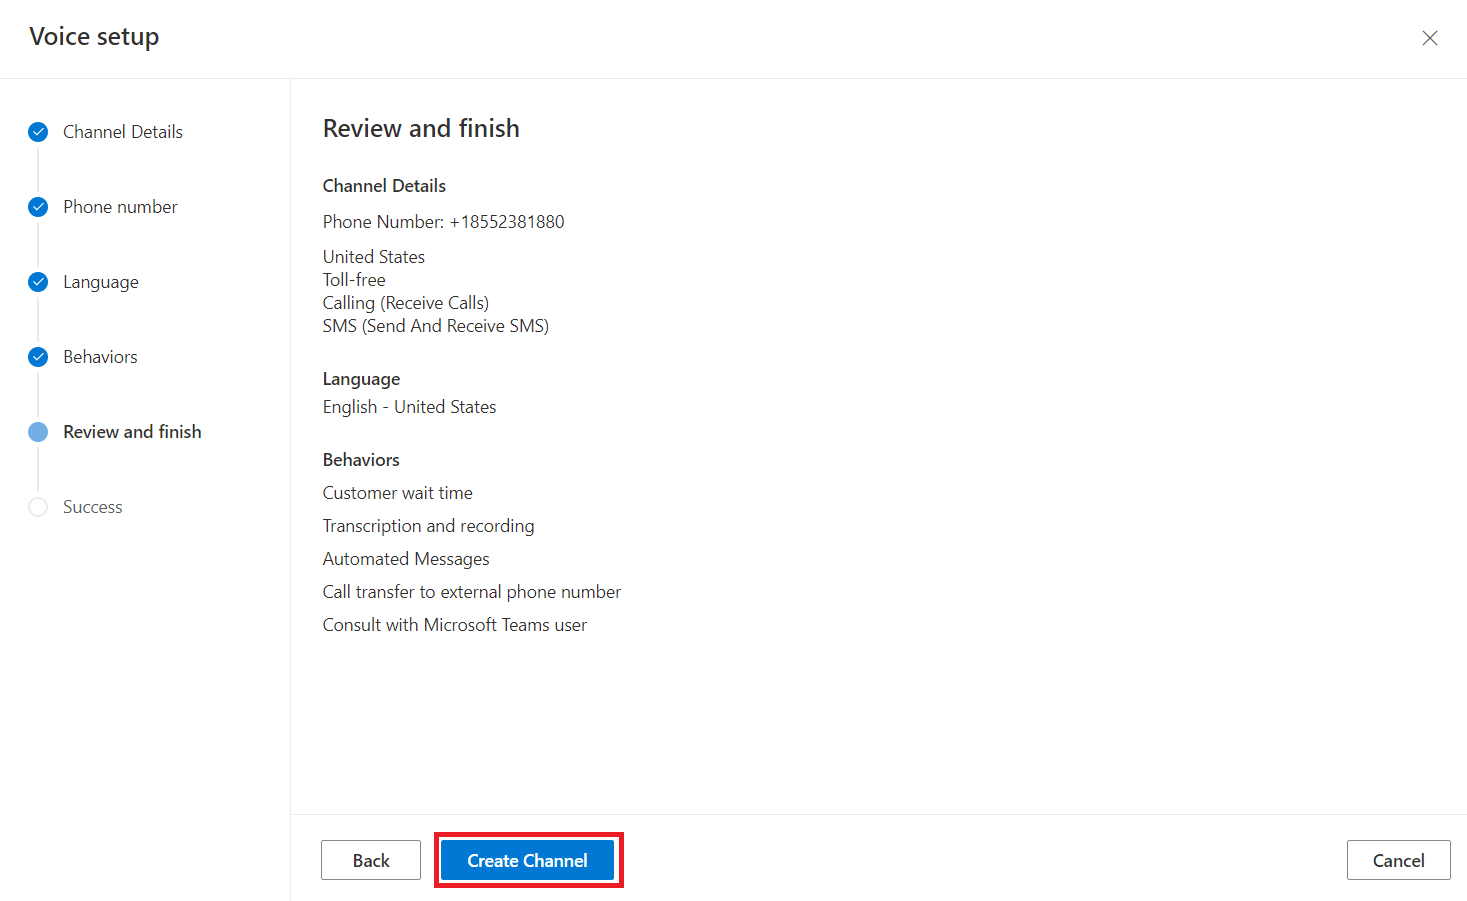 Voice setup
Channel Details
Phone number
Language
Behaviors
Review and finish
Success
Review and finish
Channel Details
Phone Number: +18552381880
United States
Toll-free
Calling (Receive Calls)
SMS (Send And Receive SMS)
Language
English - United States
Behaviors
Customer wait time
Transcription and recording
Automated Messages
Call transfer to external phone number
Consult with Microsoft Teams user
Back
Create Channel
Cancel